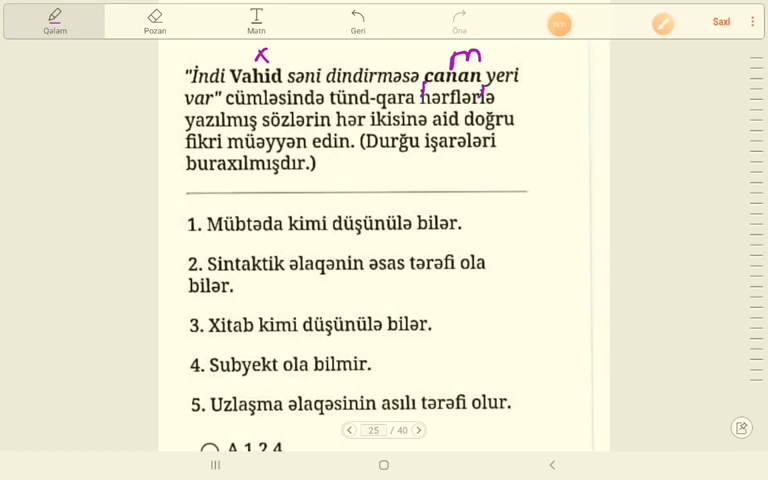 Qələm
Pozan
Mətn
Geri
Önə
Saxl
x
m
"İndi Vahid səni dindirməsə canan yeri
var" cümləsində tünd-qara hərflərlə
yazılmış sözlərin hər ikisinə aid doğru
fikri müəyyən edin. (Durğu işarələri
buraxılmışdır.)
1. Mübtəda kimi düşünülə bilər.
2. Sintaktik əlaqənin əsas tərəfi ola
bilər.
3. Xitab kimi düşünülə bilər.
4. Subyekt ola bilmir.
5. Uzlaşma əlaqəsinin asılı tərəfi olur.
25 / 40
A 1,2,4